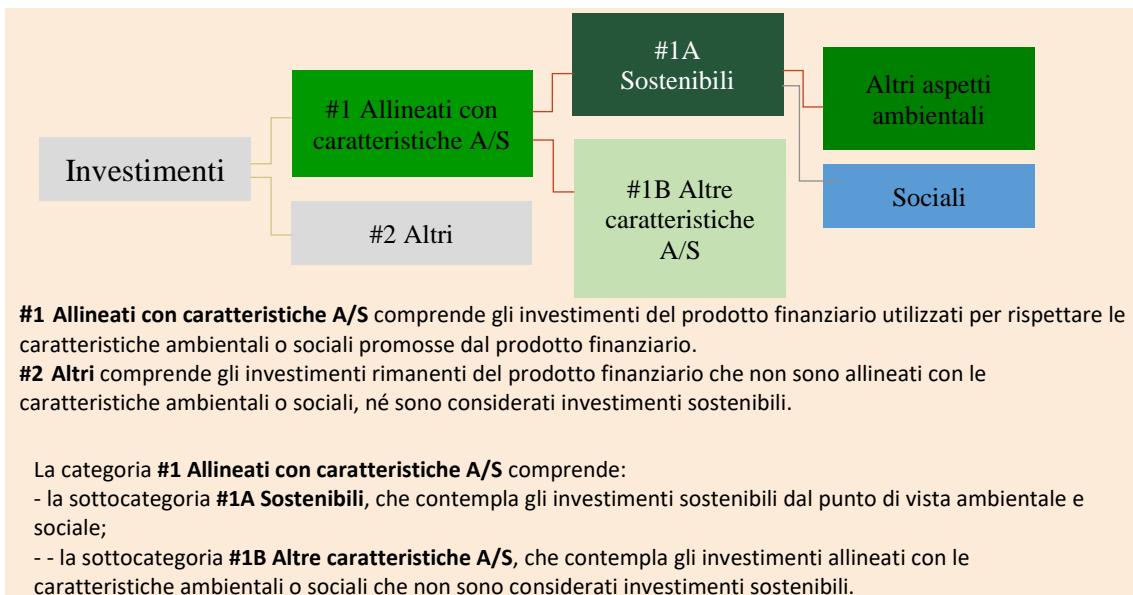 #1A
Sostenibili
Altri aspetti
ambientali
#1 Allineati con
caratteristiche A/S
Investimenti
#1B Altre
caratteristiche
A/S
Sociali
#2 Altri
#1 Allineati con caratteristiche A/S comprende gli investimenti del prodotto finanziario utilizzati per rispettare le
caratteristiche ambientali o sociali promosse dal prodotto finanziario.
#2 Altri comprende gli investimenti rimanenti del prodotto finanziario che non sono allineati con le
caratteristiche ambientali o sociali, né sono considerati investimenti sostenibili.
La categoria #1 Allineati con caratteristiche A/S comprende:
- la sottocategoria #1A Sostenibili, che contempla gli investimenti sostenibili dal punto di vista ambientale e
sociale;
- - la sottocategoria #1B Altre caratteristiche A/S, che contempla gli investimenti allineati con le
caratteristiche ambientali o sociali che non sono considerati investimenti sostenibili.